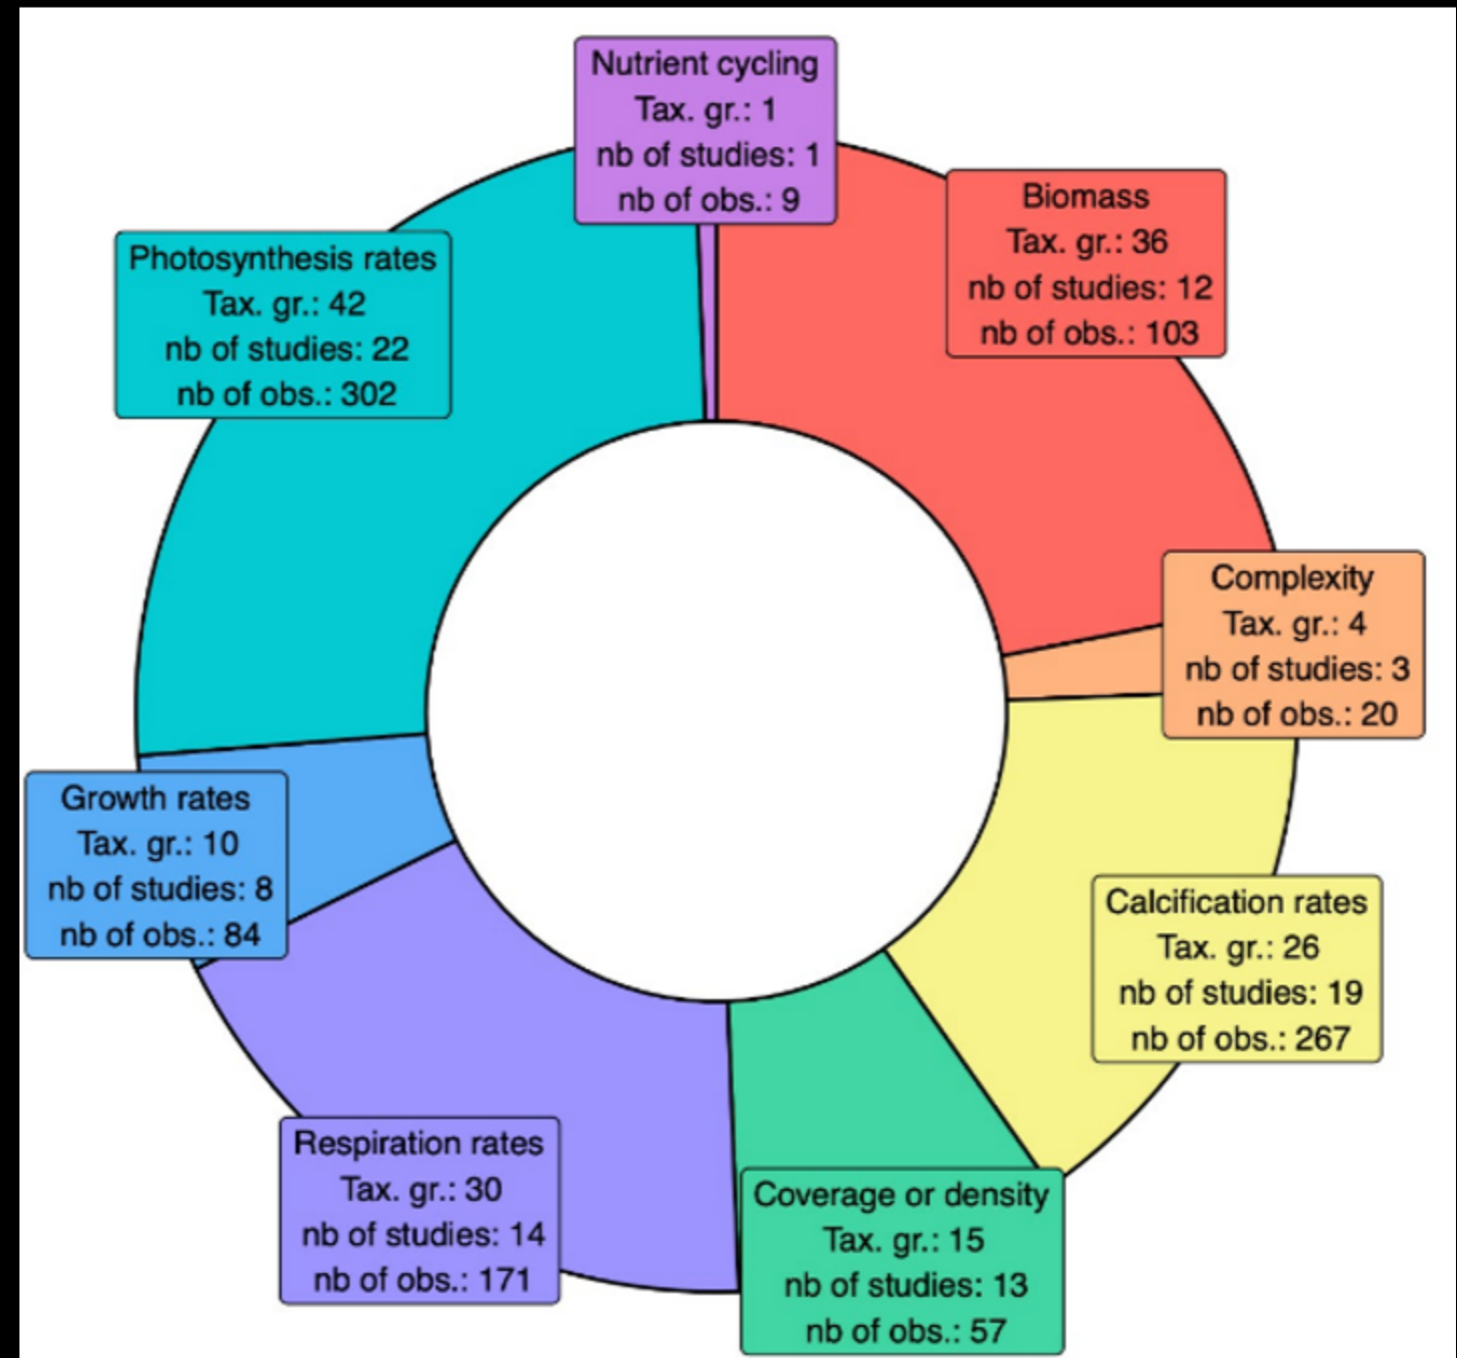 Nutrient cycling
Tax. gr.: 1
nb of studies: 1
nb of obs.: 9
Biomass
Tax. gr.: 36
nb of studies: 12
nb of obs.: 103
Photosynthesis rates
Tax. gr.: 42
nb of studies: 22
nb of obs.: 302
Complexity
Tax. gr.: 4
nb of studies: 3
nb of obs.: 20
Growth rates
Tax. gr.: 10
nb of studies: 8
nb of obs.: 84
Calcification rates
Tax. gr.: 26
nb of studies: 19
nb of obs.: 267
Respiration rates
Tax. gr.: 30
nb of studies: 14
nb of obs.: 171
Coverage or density
Tax. gr.: 15
nb of studies: 13
nb of obs.: 57